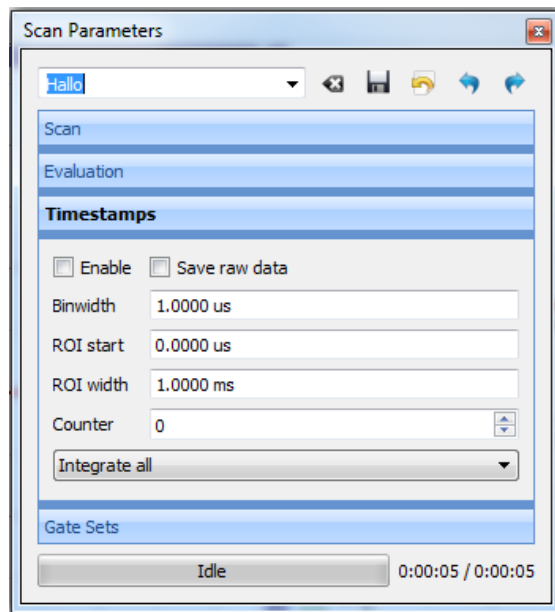 Scan Parameters
Hallo
Scan
Evaluation
Timestamps
Enable Save raw data
Binwidth 1.0000 us
ROI start 0.0000 us
ROI width 1.0000 ms
Counter 0
Integrate all
Gate Sets
Idle 0:00:05 / 0:00:05